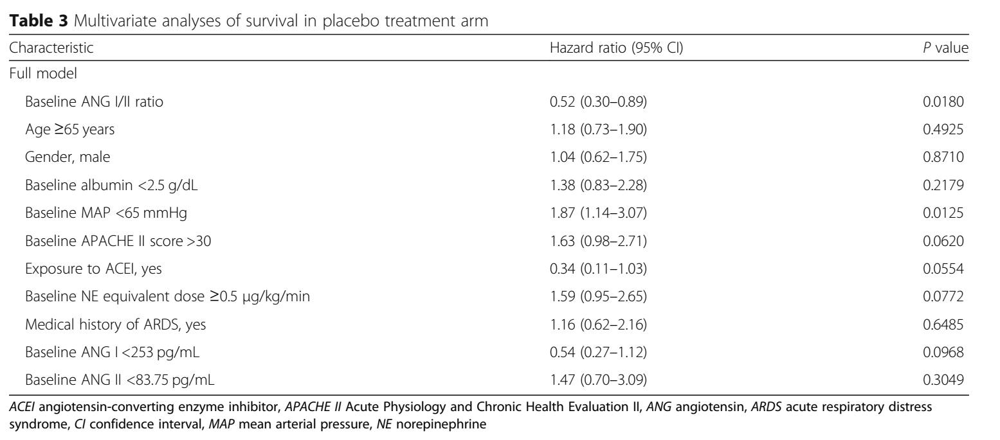 Table 3 Multivariate analyses of survival in placebo treatment arm
Characteristic Hazard ratio (95% CI) P value
Full model
Baseline ANG I/II ratio 0.52 (0.30–0.89) 0.0180
Age ≥65 years 1.18 (0.73–1.90) 0.4925
Gender, male 1.04 (0.62–1.75) 0.8710
Baseline albumin <2.5 g/dL 1.38 (0.83–2.28) 0.2179
Baseline MAP <65 mmHg 1.87 (1.14–3.07) 0.0125
Baseline APACHE II score >30 1.63 (0.98–2.71) 0.0620
Exposure to ACEI, yes 0.34 (0.11–1.03) 0.0554
Baseline NE equivalent dose ≥0.5 μg/kg/min 1.59 (0.95–2.65) 0.0772
Medical history of ARDS, yes 1.16 (0.62–2.16) 0.6485
Baseline ANG I <253 pg/mL 0.54 (0.27–1.12) 0.0968
Baseline ANG II <83.75 pg/mL 1.47 (0.70–3.09) 0.3049
ACEI angiotensin-converting enzyme inhibitor, APACHE II Acute Physiology and Chronic Health Evaluation II, ANG angiotensin, ARDS acute respiratory distress
syndrome, CI confidence interval, MAP mean arterial pressure, NE norepinephrine